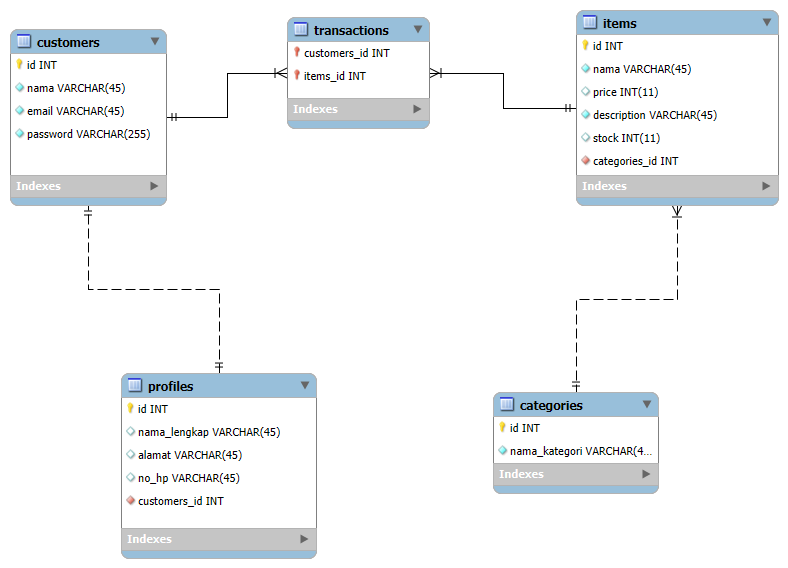 customers
id INT
nama VARCHAR(45)
email VARCHAR(45)
password VARCHAR(255)
Indexes
transactions
customers_id INT
items_id INT
Indexes
items
id INT
nama VARCHAR(45)
price INT(11)
description VARCHAR(45)
stock INT(11)
categories_id INT
Indexes
profiles
id INT
nama_lengkap VARCHAR(45)
alamat VARCHAR(45)
no_hp VARCHAR(45)
customers_id INT
Indexes
categories
id INT
nama_kategori VARCHAR(4...
Indexes